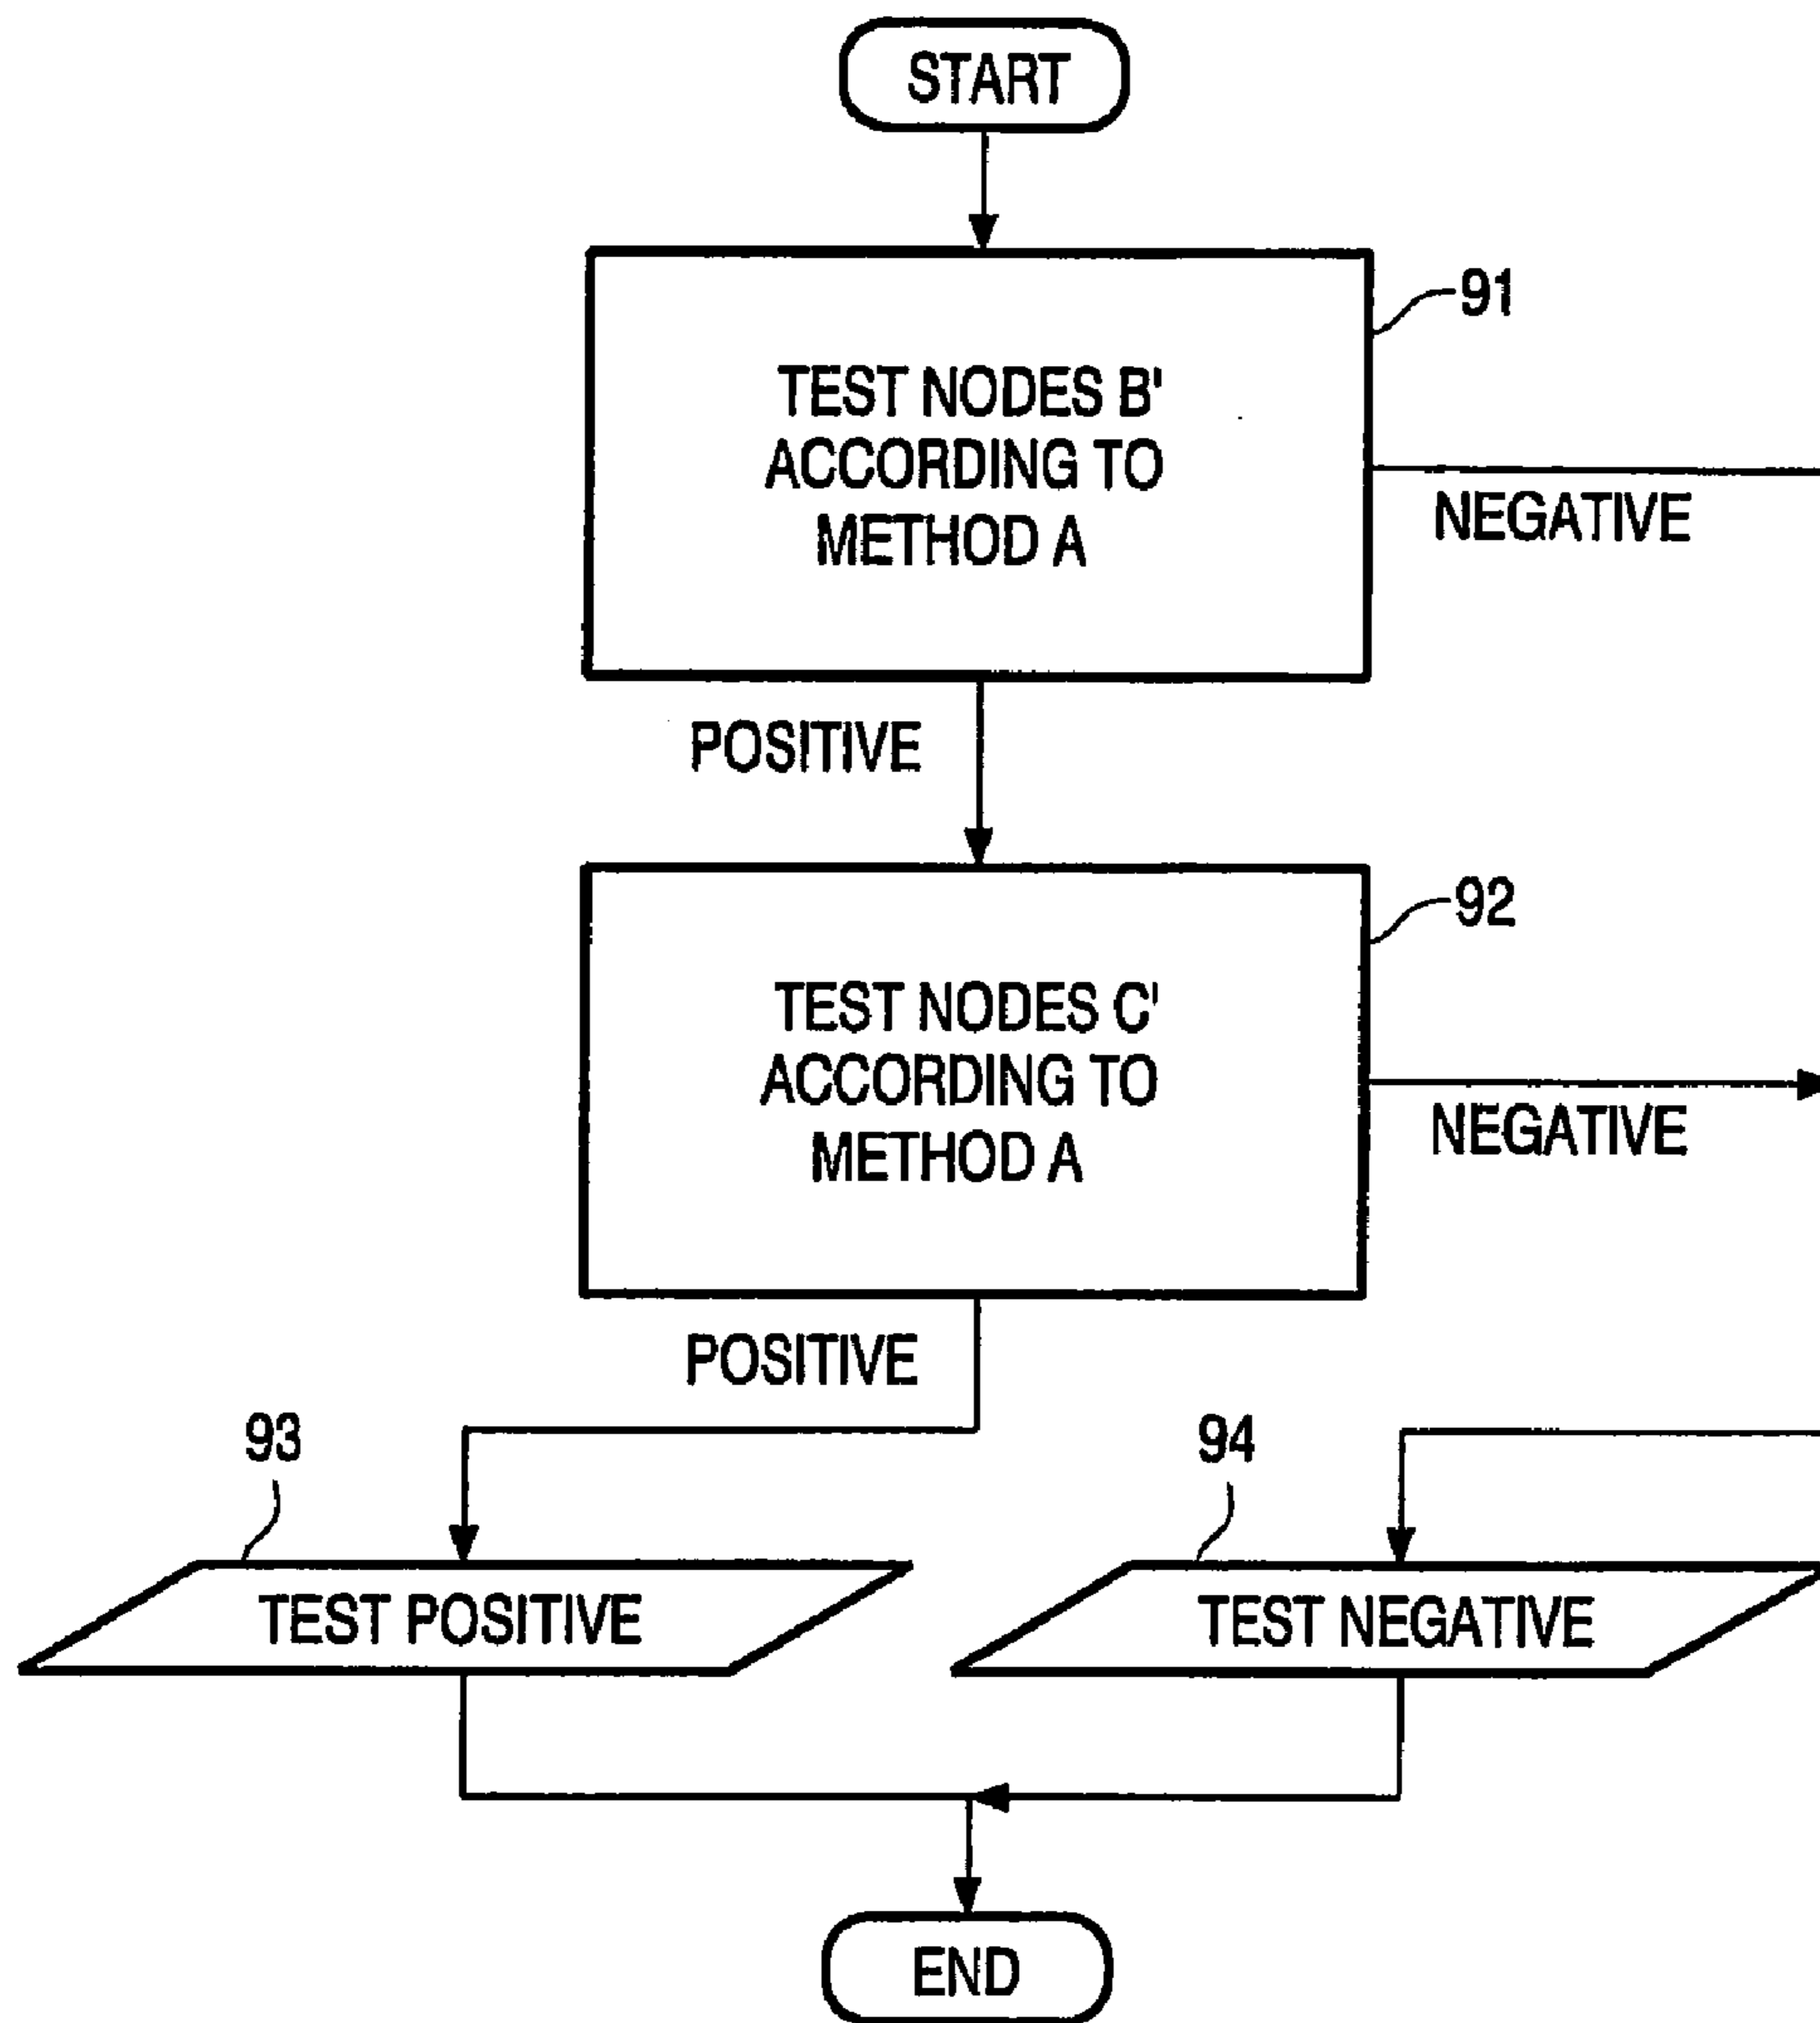 START
91
TEST NODES B'
ACCORDING TO
METHOD A
NEGATIVE
POSITIVE
92
TEST NODES C'
ACCORDING TO
METHOD A
NEGATIVE
POSITIVE
93
94
TEST POSITIVE
TEST NEGATIVE
END